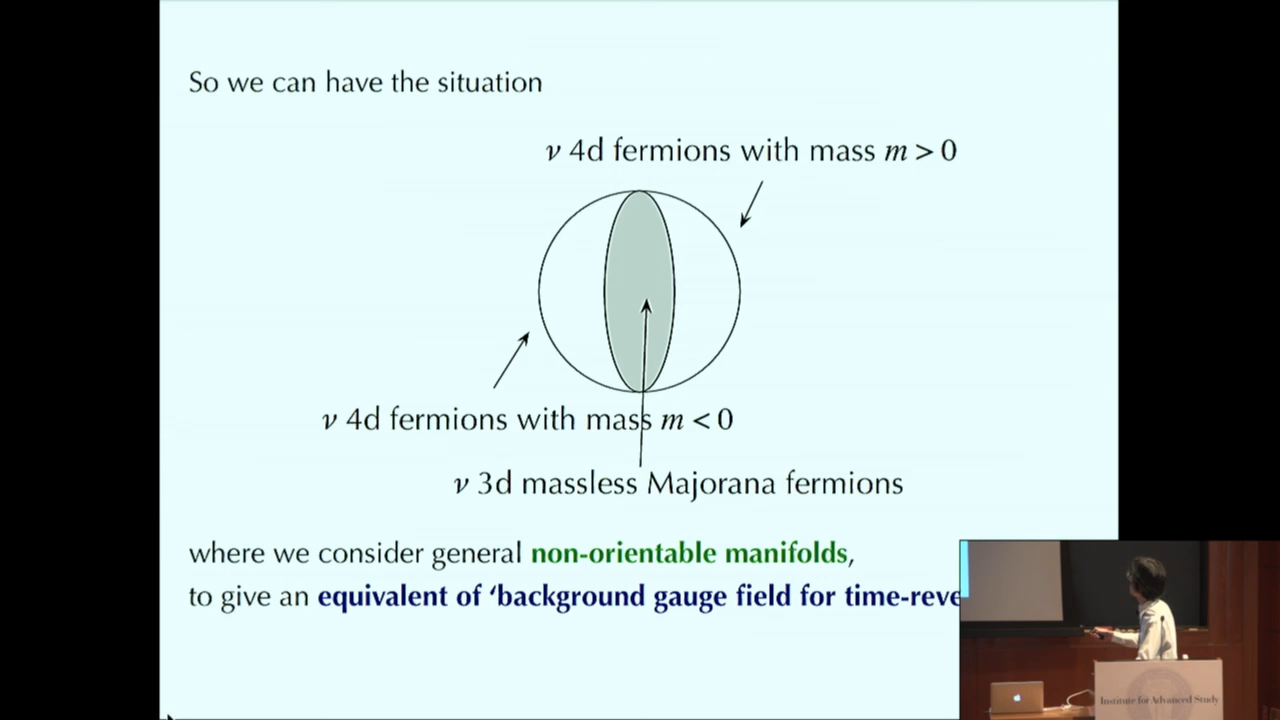 So we can have the situation
ν 4d fermions with mass m > 0
ν 4d fermions with mass m < 0
ν 3d massless Majorana fermions
where we consider general non-orientable manifolds,
to give an equivalent of ‘background gauge field for time-reve
Institute for Advanced Study